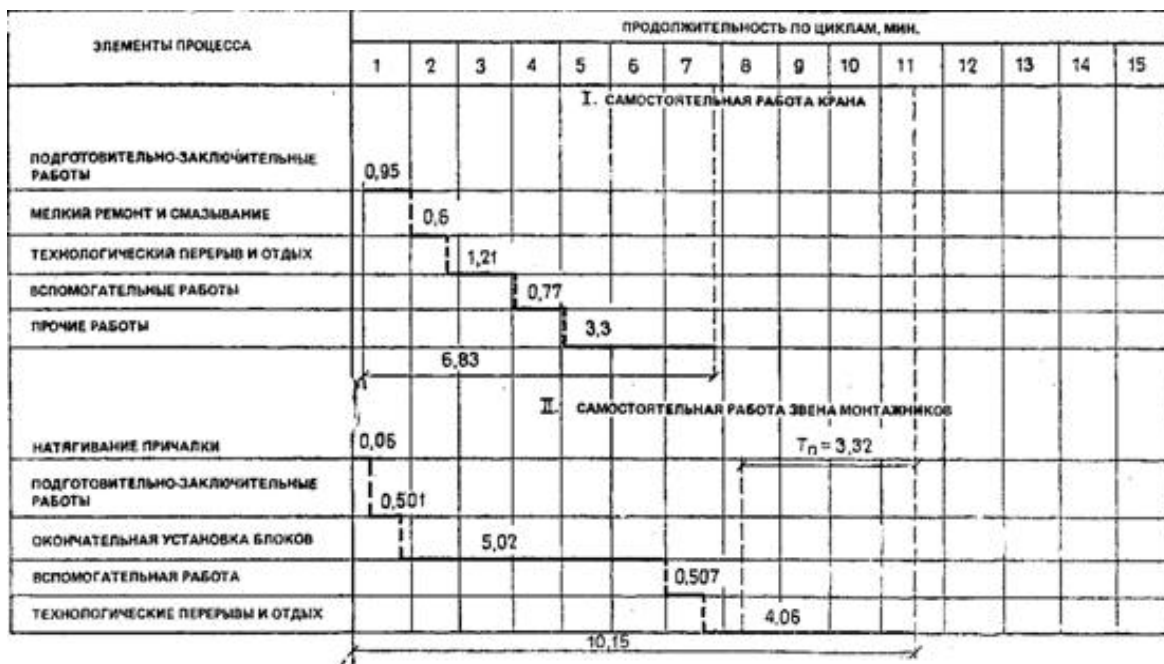 ЭЛЕМЕНТЫ ПРОЦЕССА
ПРОДОЛЖИТЕЛЬНОСТЬ ПО ЦИКЛАМ, МИН.
1 2 3 4 5 6 7 8 9 10 11 12 13 14 15
I. САМОСТОЯТЕЛЬНАЯ РАБОТА КРАНА
ПОДГОТОВИТЕЛЬНО-ЗАКЛЮЧИТЕЛЬНЫЕ
РАБОТЫ
0,95
МЕЛКИЙ РЕМОНТ И СМАЗЫВАНИЕ
0,6
ТЕХНОЛОГИЧЕСКИЙ ПЕРЕРЫВ И ОТДЫХ
1,21
ВСПОМОГАТЕЛЬНЫЕ РАБОТЫ
0,77
ПРОЧИЕ РАБОТЫ
3,3
6,83
II. САМОСТОЯТЕЛЬНАЯ РАБОТА ЗВЕНА МОНТАЖНИКОВ
НАТЯГИВАНИЕ ПРИЧАЛКИ
0,06
Тп = 3,32
ПОДГОТОВИТЕЛЬНО-ЗАКЛЮЧИТЕЛЬНЫЕ
РАБОТЫ
0,501
ОКОНЧАТЕЛЬНАЯ УСТАНОВКА БЛОКОВ
5,02
ВСПОМОГАТЕЛЬНАЯ РАБОТА
0,507
ТЕХНОЛОГИЧЕСКИЕ ПЕРЕРЫВЫ И ОТДЫХ
4,06
10,15